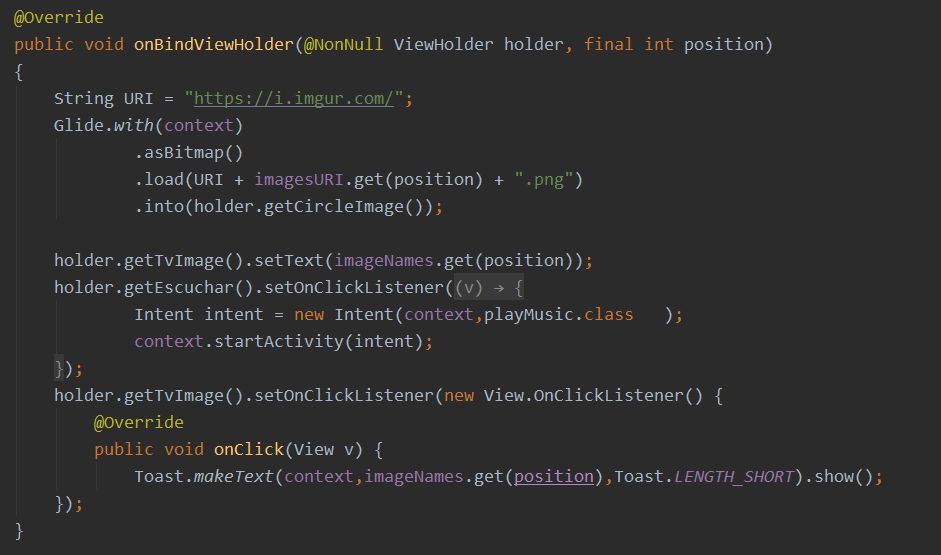 @Override
public void onBindViewHolder(@NonNull ViewHolder holder, final int position)
{
    String URI = "https://i.imgur.com/";
    Glide.with(context)
            .asBitmap()
            .load(URI + imagesURI.get(position) + ".png")
            .into(holder.getCircleImage());

    holder.getTvImage().setText(imageNames.get(position));
    holder.getEscuchar().setOnClickListener((v) → {
            Intent intent = new Intent(context,playMusic.class   );
            context.startActivity(intent);
    });
    holder.getTvImage().setOnClickListener(new View.OnClickListener() {
        @Override
        public void onClick(View v) {
            Toast.makeText(context,imageNames.get(position),Toast.LENGTH_SHORT).show();
    });
}